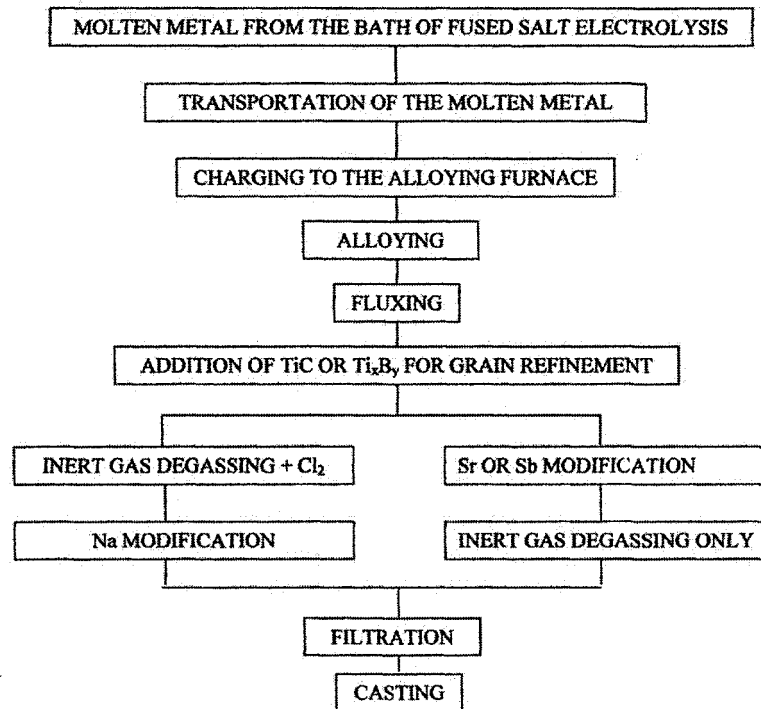 MOLTEN METAL FROM THE BATH OF FUSED SALT ELECTROLYSIS
TRANSPORTATION OF THE MOLTEN METAL
CHARGING TO THE ALLOYING FURNACE
ALLOYING
FLUXING
ADDITION OF TiC OR TixBy FOR GRAIN REFINEMENT
INERT GAS DEGASSING + Cl2
Sr OR Sb MODIFICATION
Na MODIFICATION
INERT GAS DEGASSING ONLY
FILTRATION
CASTING